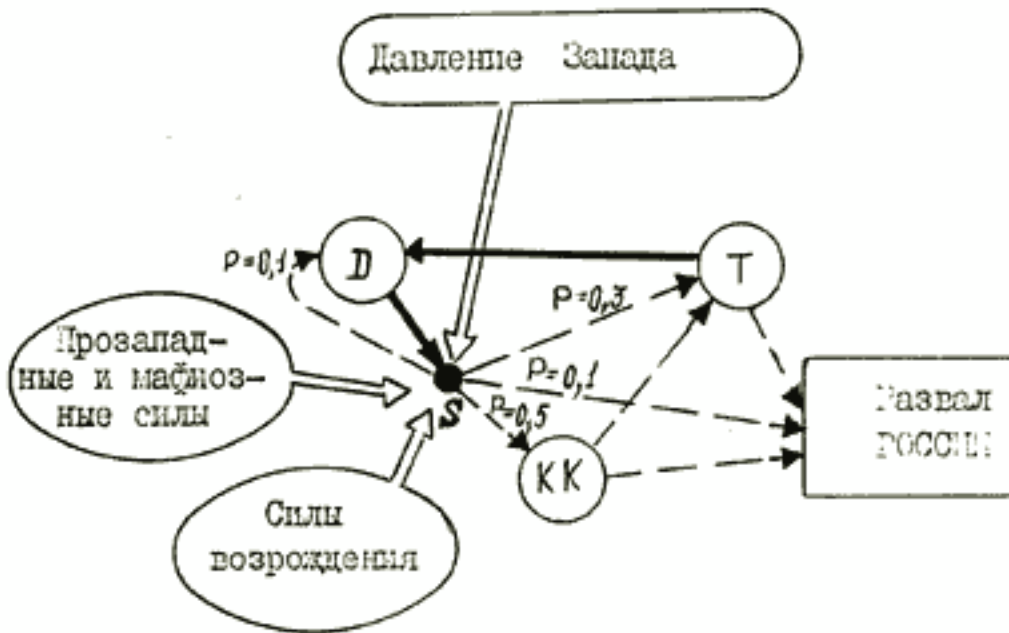 Давление Запада
D
T
P=0,1
P=0,3
Прозапад-
ные и мафиоз-
ные силы
P=0,1
S
P=0,5
Развал
РОССИИ
КК
Силы
возрождения